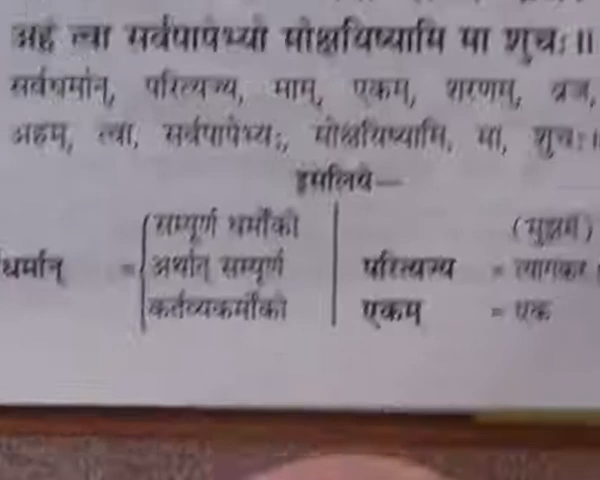 अहं त्वा सर्वपापेभ्यो मोक्षयिष्यामि मा शुचः॥
सर्वधर्मान्, परित्यज्य, माम्, एकम्, शरणम्, व्रज,
अहम्, त्वा, सर्वपापेभ्यः, मोक्षयिष्यामि, मा, शुचः॥
इसलिये—
सम्पूर्ण धर्मोंको (मुझमें)
धर्मान् = अर्थात् सम्पूर्ण परित्यज्य = त्यागकर
कर्तव्यकर्मोंको एकम् = एक